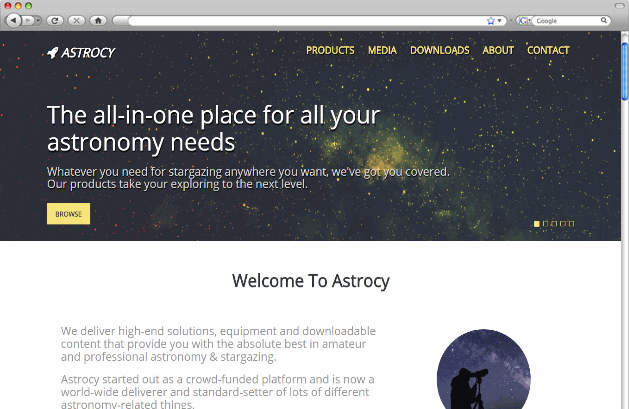 Google
ASTROCY
PRODUCTS MEDIA DOWNLOADS ABOUT CONTACT
The all-in-one place for all your
astronomy needs
Whatever you need for stargazing anywhere you want, we've got you covered.
Our products take your exploring to the next level.
BROWSE
Welcome To Astrocy
We deliver high-end solutions, equipment and downloadable
content that provide you with the absolute best in amateur
and professional astronomy & stargazing.
Astrocy started out as a crowd-funded platform and is now a
world-wide deliverer and standard-setter of lots of different
astronomy-related things.